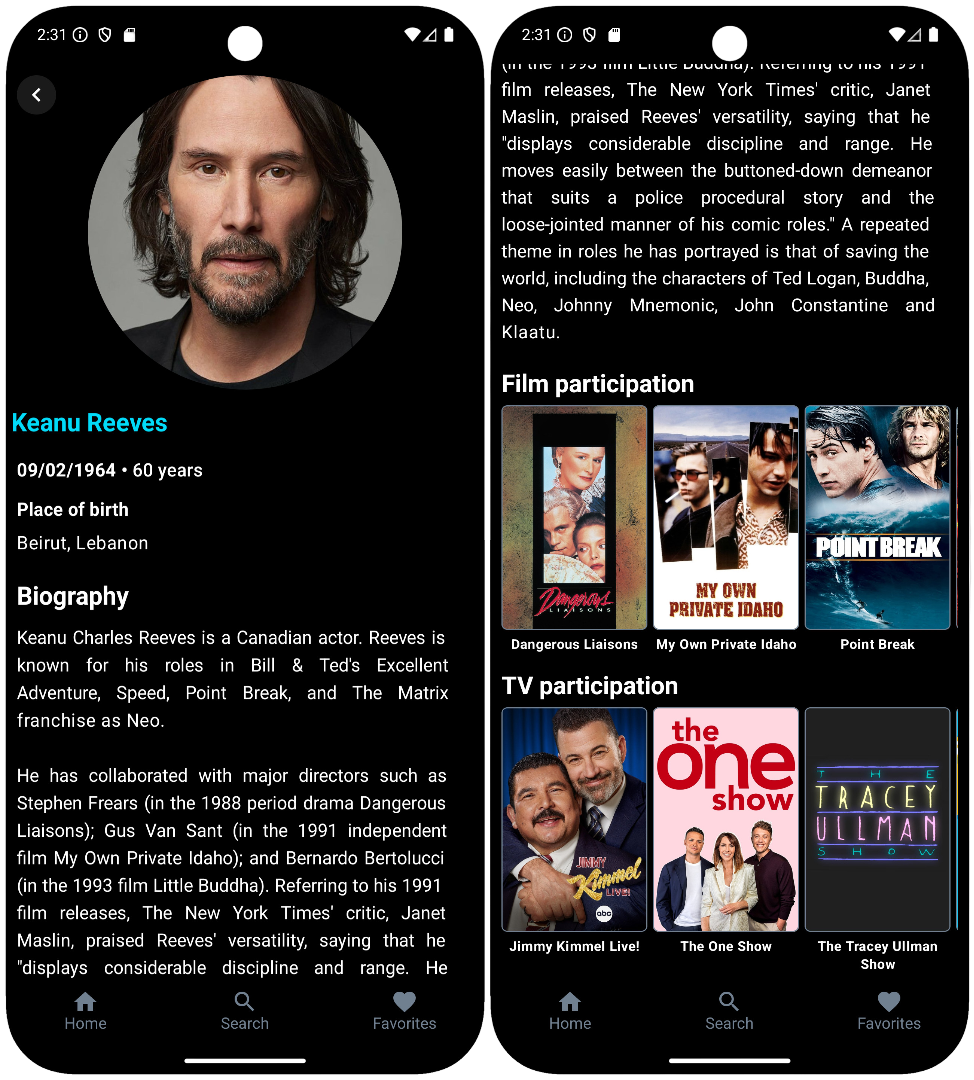 2:31
Keanu Reeves
09/02/1964 • 60 years
Place of birth
Beirut, Lebanon
Biography
Keanu Charles Reeves is a Canadian actor. Reeves is
known for his roles in Bill & Ted's Excellent
Adventure, Speed, Point Break, and The Matrix
franchise as Neo.
He has collaborated with major directors such as
Stephen Frears (in the 1988 period drama Dangerous
Liaisons); Gus Van Sant (in the 1991 independent
film My Own Private Idaho); and Bernardo Bertolucci
(in the 1993 film Little Buddha). Referring to his 1991
film releases, The New York Times' critic, Janet
Maslin, praised Reeves' versatility, saying that he
"displays considerable discipline and range. He
Home
Search
Favorites
2:31
(in the 1993 film Little Buddha). Referring to his 1991
film releases, The New York Times' critic, Janet
Maslin, praised Reeves' versatility, saying that he
"displays considerable discipline and range. He
moves easily between the buttoned-down demeanor
that suits a police procedural story and the
loose-jointed manner of his comic roles." A repeated
theme in roles he has portrayed is that of saving the
world, including the characters of Ted Logan, Buddha,
Neo, Johnny Mnemonic, John Constantine and
Klaatu.
Film participation
Dangerous
LIAISONS
MY OWN
PRIVATE IDAHO
POINT BREAK
Dangerous Liaisons
My Own Private Idaho
Point Break
TV participation
JIMMY
Kimmel
LIVE!
abc
the
one
show
THE
TRACEY
ULLMAN
SHOW
Jimmy Kimmel Live!
The One Show
The Tracey Ullman
Show
Home
Search
Favorites